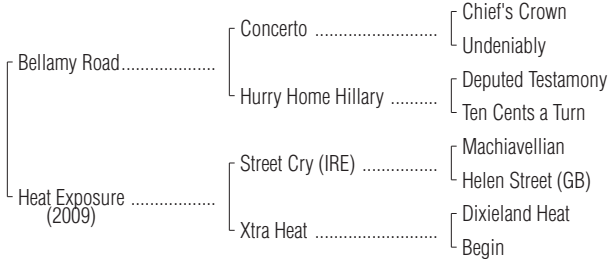 Chief's Crown
Concerto ....................
Undeniably
Bellamy Road....................
Deputed Testamony
Hurry Home Hillary ..........
Ten Cents a Turn
Machiavellian
Street Cry (IRE) ................
Helen Street (GB)
Heat Exposure ..................
(2009)
Dixieland Heat
Xtra Heat .......................
Begin